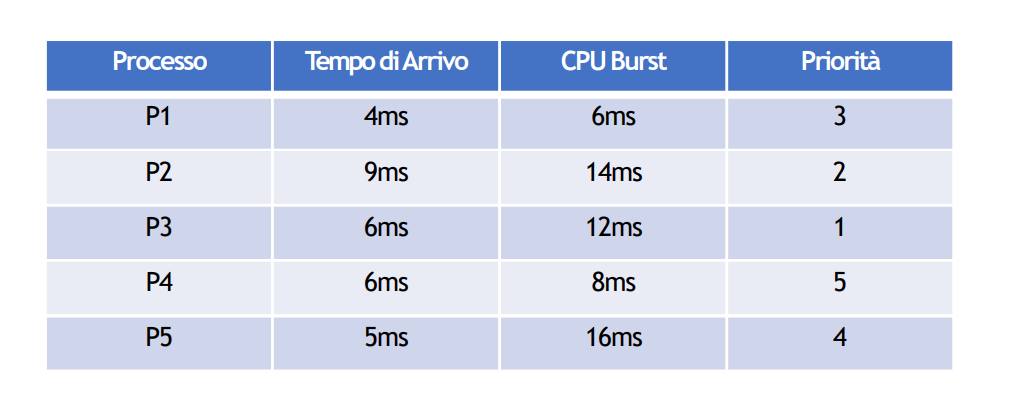 Processo Tempo di Arrivo CPU Burst Priorità
P1 4ms 6ms 3
P2 9ms 14ms 2
P3 6ms 12ms 1
P4 6ms 8ms 5
P5 5ms 16ms 4